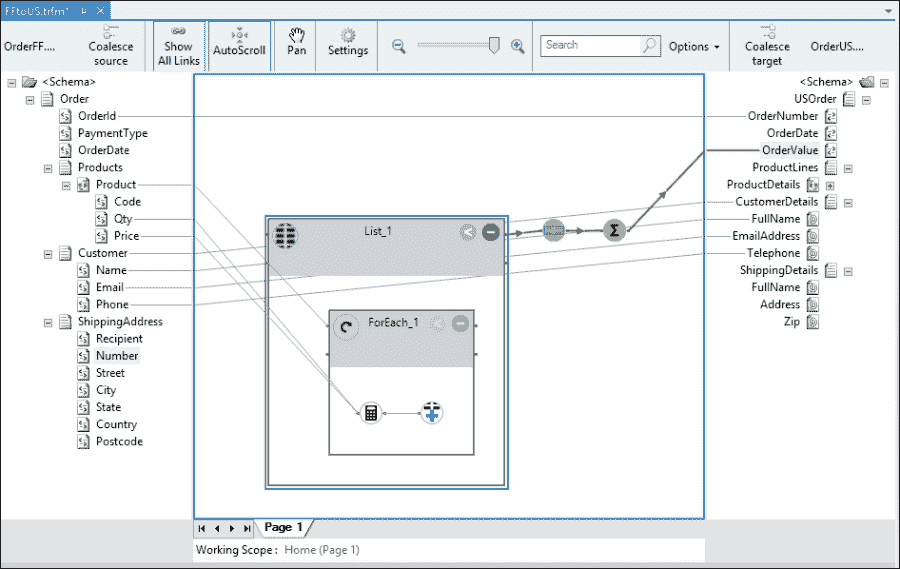 FFtoUS.trfm*
OrderFF....
Coalesce
source
Show
All Links
AutoScroll
Pan
Settings
Search
Options
Coalesce
target
OrderUS....
<Schema>
Order
OrderId
PaymentType
OrderDate
Products
Product
Code
Qty
Price
Customer
Name
Email
Phone
ShippingAddress
Recipient
Number
Street
City
State
Country
Postcode
List_1
ForEach_1
<Schema>
USOrder
OrderNumber
OrderDate
OrderValue
ProductLines
ProductDetails
CustomerDetails
FullName
EmailAddress
Telephone
ShippingDetails
FullName
Address
Zip
Page 1
Working Scope : Home (Page 1)